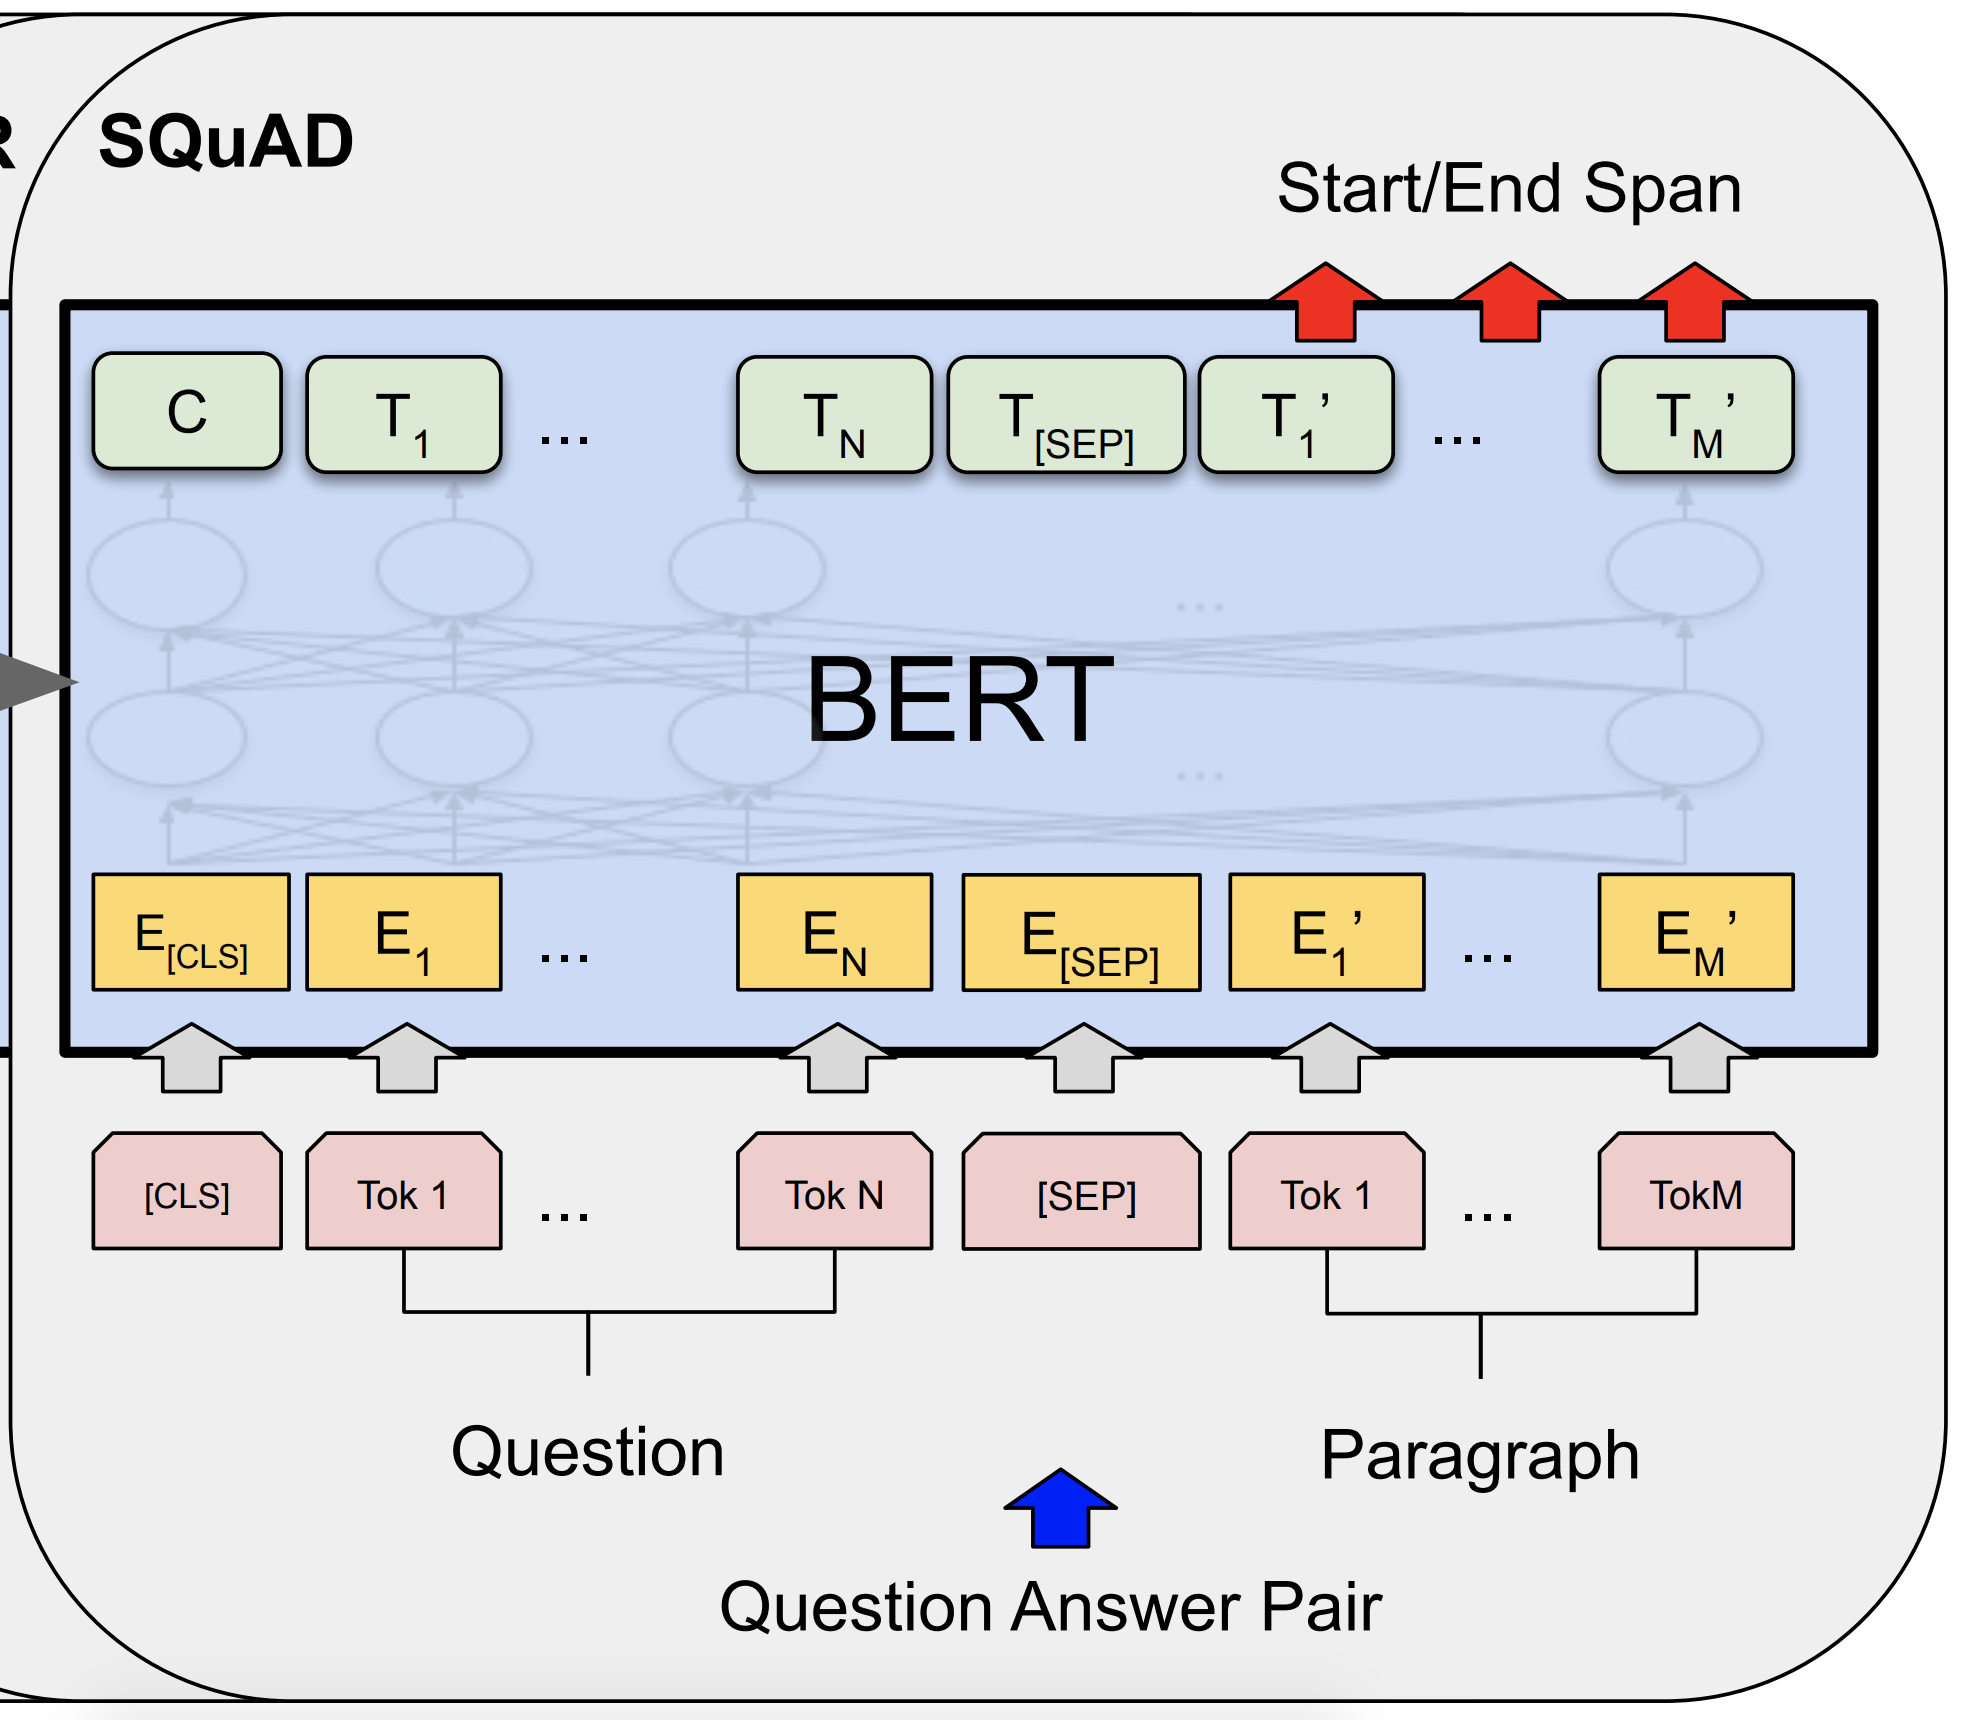 R SQuAD
Start/End Span
C T1 ... TN T[SEP] T1’ ... TM’
...
BERT
...
E[CLS] E1 ... EN E[SEP] E1’ ... EM’
[CLS] Tok 1 ... Tok N [SEP] Tok 1 ... TokM
Question Paragraph
Question Answer Pair